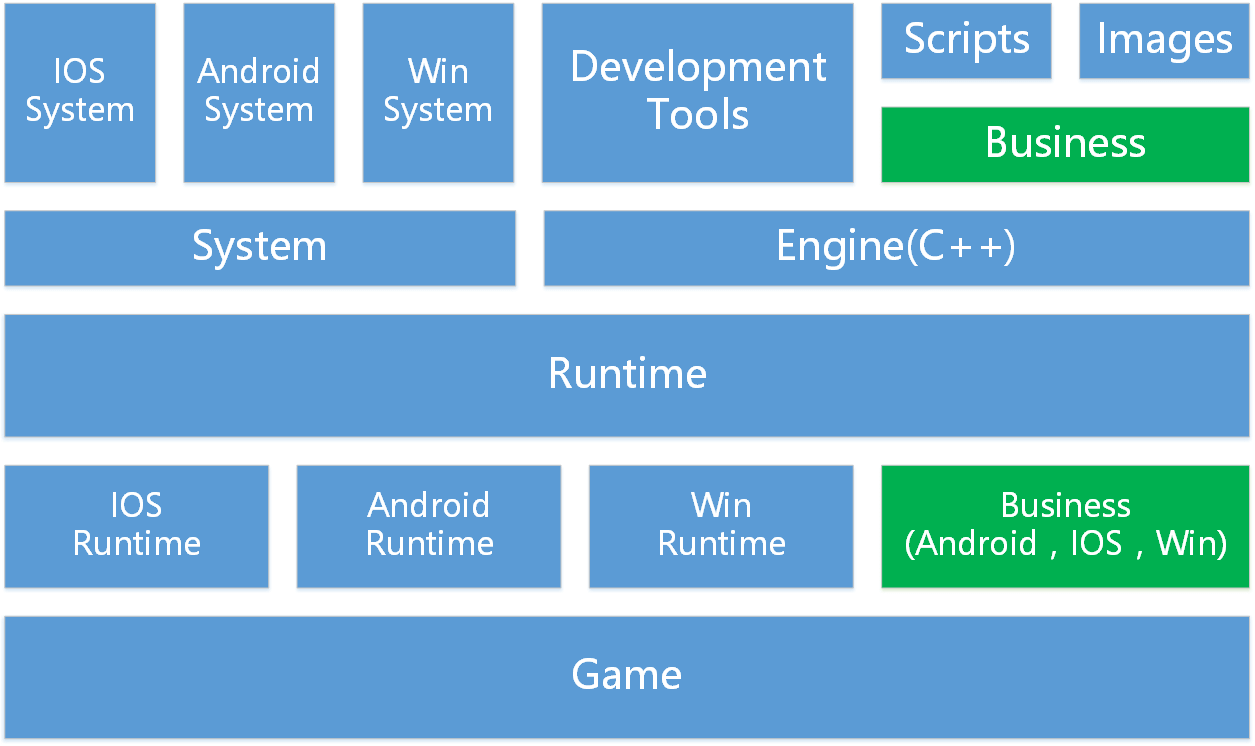 IOS
System
Android
System
Win
System
Development
Tools
Scripts
Images
Business
System
Engine(C++)
Runtime
IOS
Runtime
Android
Runtime
Win
Runtime
Business
(Android , IOS , Win)
Game